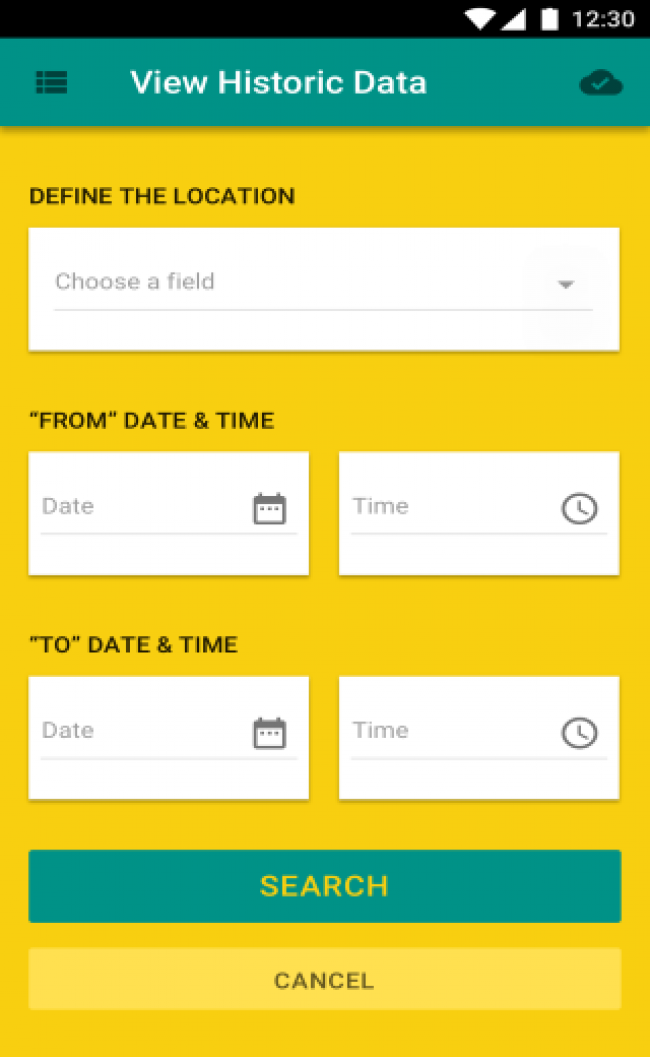 12:30
View Historic Data
DEFINE THE LOCATION
Choose a field
“FROM” DATE & TIME
Date Time
“TO” DATE & TIME
Date Time
SEARCH
CANCEL